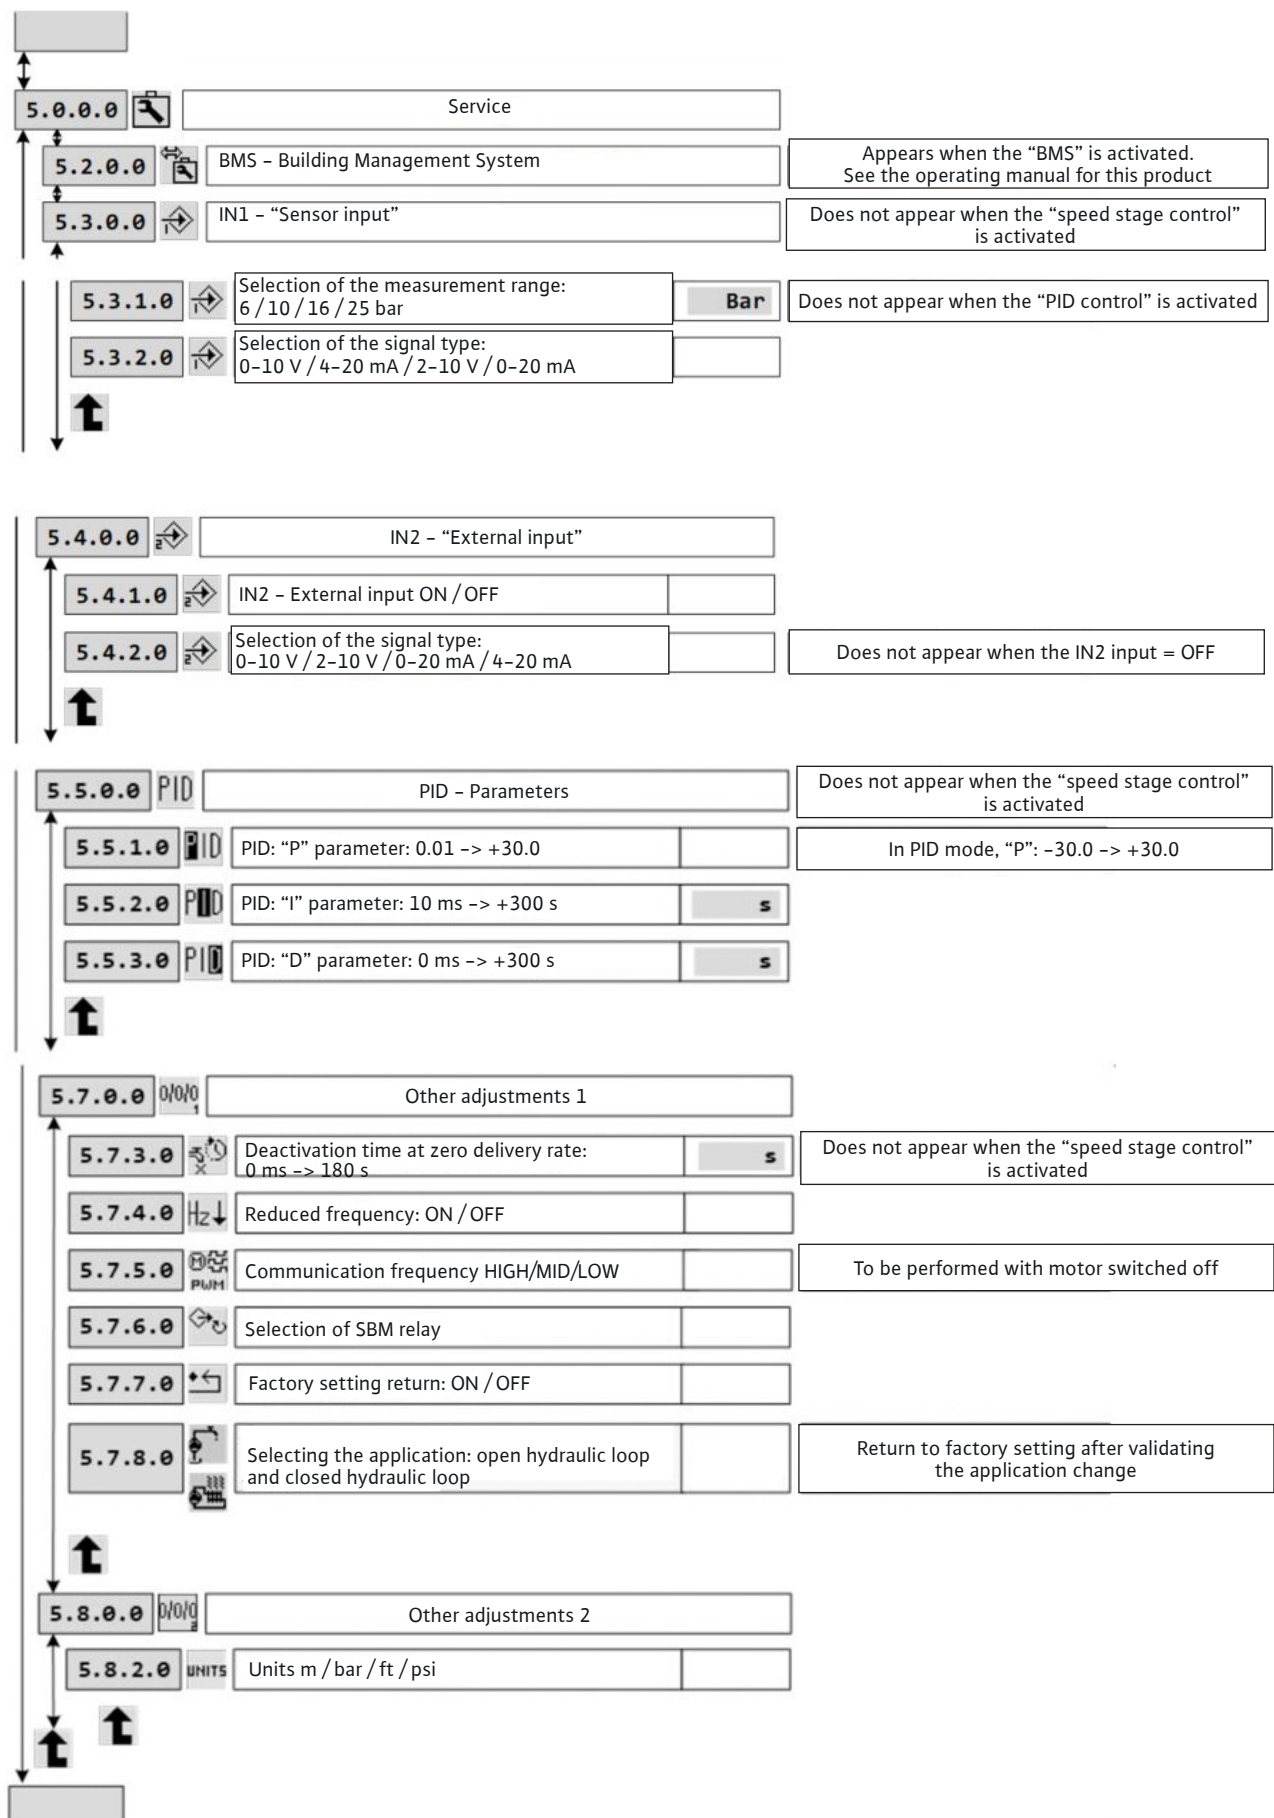 5.0.0.0
Service
5.2.0.0
BMS – Building Management System
Appears when the “BMS” is activated.
See the operating manual for this product
5.3.0.0
1
IN1 – “Sensor input”
Does not appear when the “speed stage control”
is activated
5.3.1.0
1
Selection of the measurement range:
6 / 10 / 16 / 25 bar
Bar
Does not appear when the “PID control” is activated
5.3.2.0
1
Selection of the signal type:
0–10 V / 4–20 mA / 2–10 V / 0–20 mA
5.4.0.0
2
IN2 – “External input”
5.4.1.0
2
IN2 – External input ON / OFF
5.4.2.0
2
Selection of the signal type:
0–10 V / 2–10 V / 0–20 mA / 4–20 mA
Does not appear when the IN2 input = OFF
5.5.0.0
PID
PID – Parameters
Does not appear when the “speed stage control”
is activated
5.5.1.0
PID
PID: “P” parameter: 0.01 –> +30.0
In PID mode, “P”: –30.0 –> +30.0
5.5.2.0
PID
PID: “I” parameter: 10 ms –> +300 s
s
5.5.3.0
PID
PID: “D” parameter: 0 ms –> +300 s
s
5.7.0.0
0/0/0
1
Other adjustments 1
5.7.3.0
Deactivation time at zero delivery rate:
0 ms –> 180 s
s
Does not appear when the “speed stage control”
is activated
5.7.4.0
Hz
Reduced frequency: ON / OFF
5.7.5.0
M
PWM
Communication frequency HIGH/MID/LOW
To be performed with motor switched off
5.7.6.0
Selection of SBM relay
5.7.7.0
Factory setting return: ON / OFF
5.7.8.0
Selecting the application: open hydraulic loop
and closed hydraulic loop
Return to factory setting after validating
the application change
5.8.0.0
0/0/0
2
Other adjustments 2
5.8.2.0
UNITS
Units m / bar / ft / psi